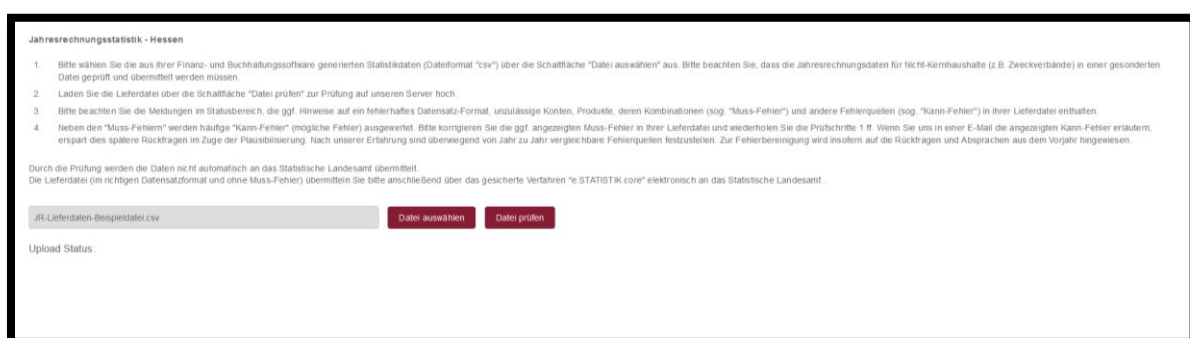 Jahresrechnungsstatistik - Hessen
1. Bitte wählen Sie die aus Ihrer Finanz- und Buchhaltungssoftware generierten Statistikdaten (Dateiformat "csv") über die Schaltfläche "Datei auswählen" aus. Bitte beachten Sie, dass die Jahresrechnungsdaten für Nicht-Kernhaushalte (z.B. Zweckverbände) in einer gesonderten
Datei geprüft und übermittelt werden müssen.
2. Laden Sie die Lieferdatei über die Schaltfläche "Datei prüfen" zur Prüfung auf unseren Server hoch.
3. Bitte beachten Sie die Meldungen im Statusbereich, die ggf. Hinweise auf ein fehlerhaftes Datensatz-Format, unzulässige Konten, Produkte, deren Kombinationen (sog. "Muss-Fehler") und andere Fehlerquellen (sog. "Kann-Fehler") in Ihrer Lieferdatei enthalten.
4. Neben den "Muss-Fehlern" werden häufige "Kann-Fehler" (mögliche Fehler) ausgewertet. Bitte korrigieren Sie die ggf. angezeigten Muss-Fehler in Ihrer Lieferdatei und wiederholen Sie die Prüfschritte 1 ff. Wenn Sie uns in einer E-Mail die angezeigten Kann-Fehler erläutern,
erspart dies spätere Rückfragen im Zuge der Plausibilisierung. Nach unserer Erfahrung sind überwiegend von Jahr zu Jahr vergleichbare Fehlerquellen festzustellen. Zur Fehlerbereinigung wird insofern auf die Rückfragen und Absprachen aus dem Vorjahr hingewiesen.
Durch die Prüfung werden die Daten nicht automatisch an das Statistische Landesamt übermittelt.
Die Lieferdatei (im richtigen Datensatzformat und ohne Muss-Fehler) übermitteln Sie bitte anschließend über das gesicherte Verfahren "e.STATISTIK.core" elektronisch an das Statistische Landesamt .
JR-Lieferdaten-Beispieldatei.csv Datei auswählen Datei prüfen
Upload Status: